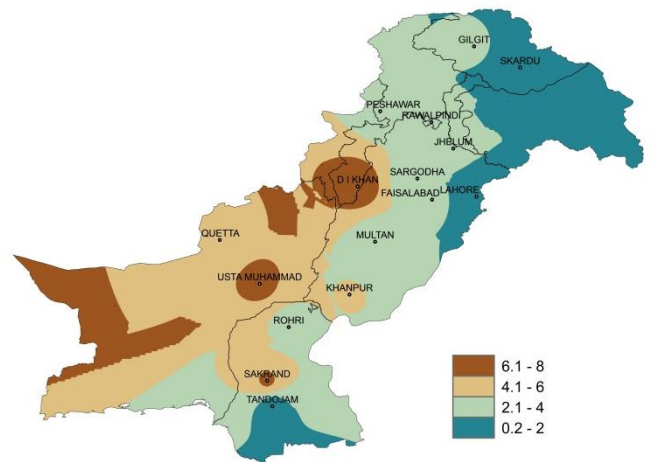 GILGIT
SKARDU
PESHAWAR
RAWALPINDI
JHELUM
D I KHAN
SARGODHA
FAISALABAD
LAHORE
QUETTA
MULTAN
USTA MUHAMMAD
KHANPUR
ROHRI
SAKRAND
TANDOJAM
6.1 - 8
4.1 - 6
2.1 - 4
0.2 - 2